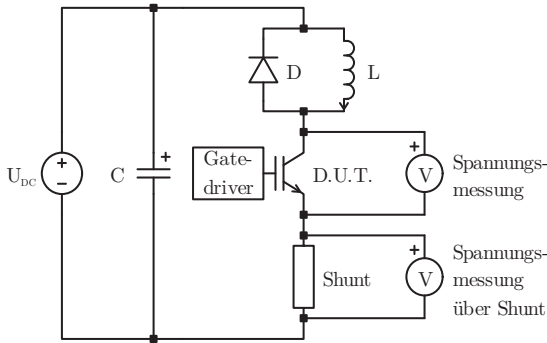 D
L
U_DC
C
Gate-
driver
D.U.T.
V
Spannungs-
messung
Shunt
V
Spannungs-
messung
über Shunt